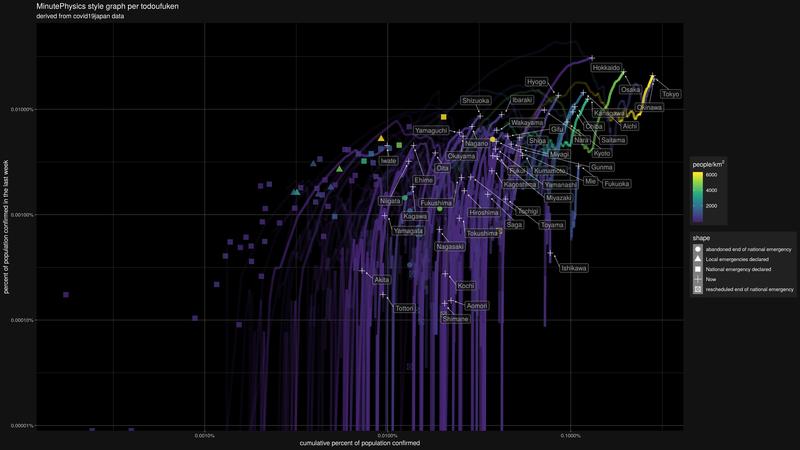 MinutePhysics style graph per todoufuken
derived from covid19japan data
percent of population confirmed in the last week
0.01000%
0.00100%
0.00010%
0.00001%
0.0010%
0.0100%
0.1000%
cumulative percent of population confirmed
Hokkaido
Osaka
Tokyo
Okinawa
Hyogo
Kanagawa
Aichi
Chiba
Saitama
Shizuoka
Ibaraki
Wakayama
Gifu
Shiga
Nara
Kyoto
Yamaguchi
Nagano
Miyagi
Okayama
Iwate
Oita
Fukui
Kumamoto
Gunma
Mie
Fukuoka
Ehime
Kagoshima
Yamanashi
Miyazaki
Niigata
Fukushima
Kagawa
Hiroshima
Tochigi
Saga
Toyama
Yamagata
Tokushima
Nagasaki
Ishikawa
Akita
Kochi
Tottori
Aomori
Shimane
people/km²
6000
4000
2000
shape
abandoned end of national emergency
Local emergencies declared
National emergency declared
Now
rescheduled end of national emergency